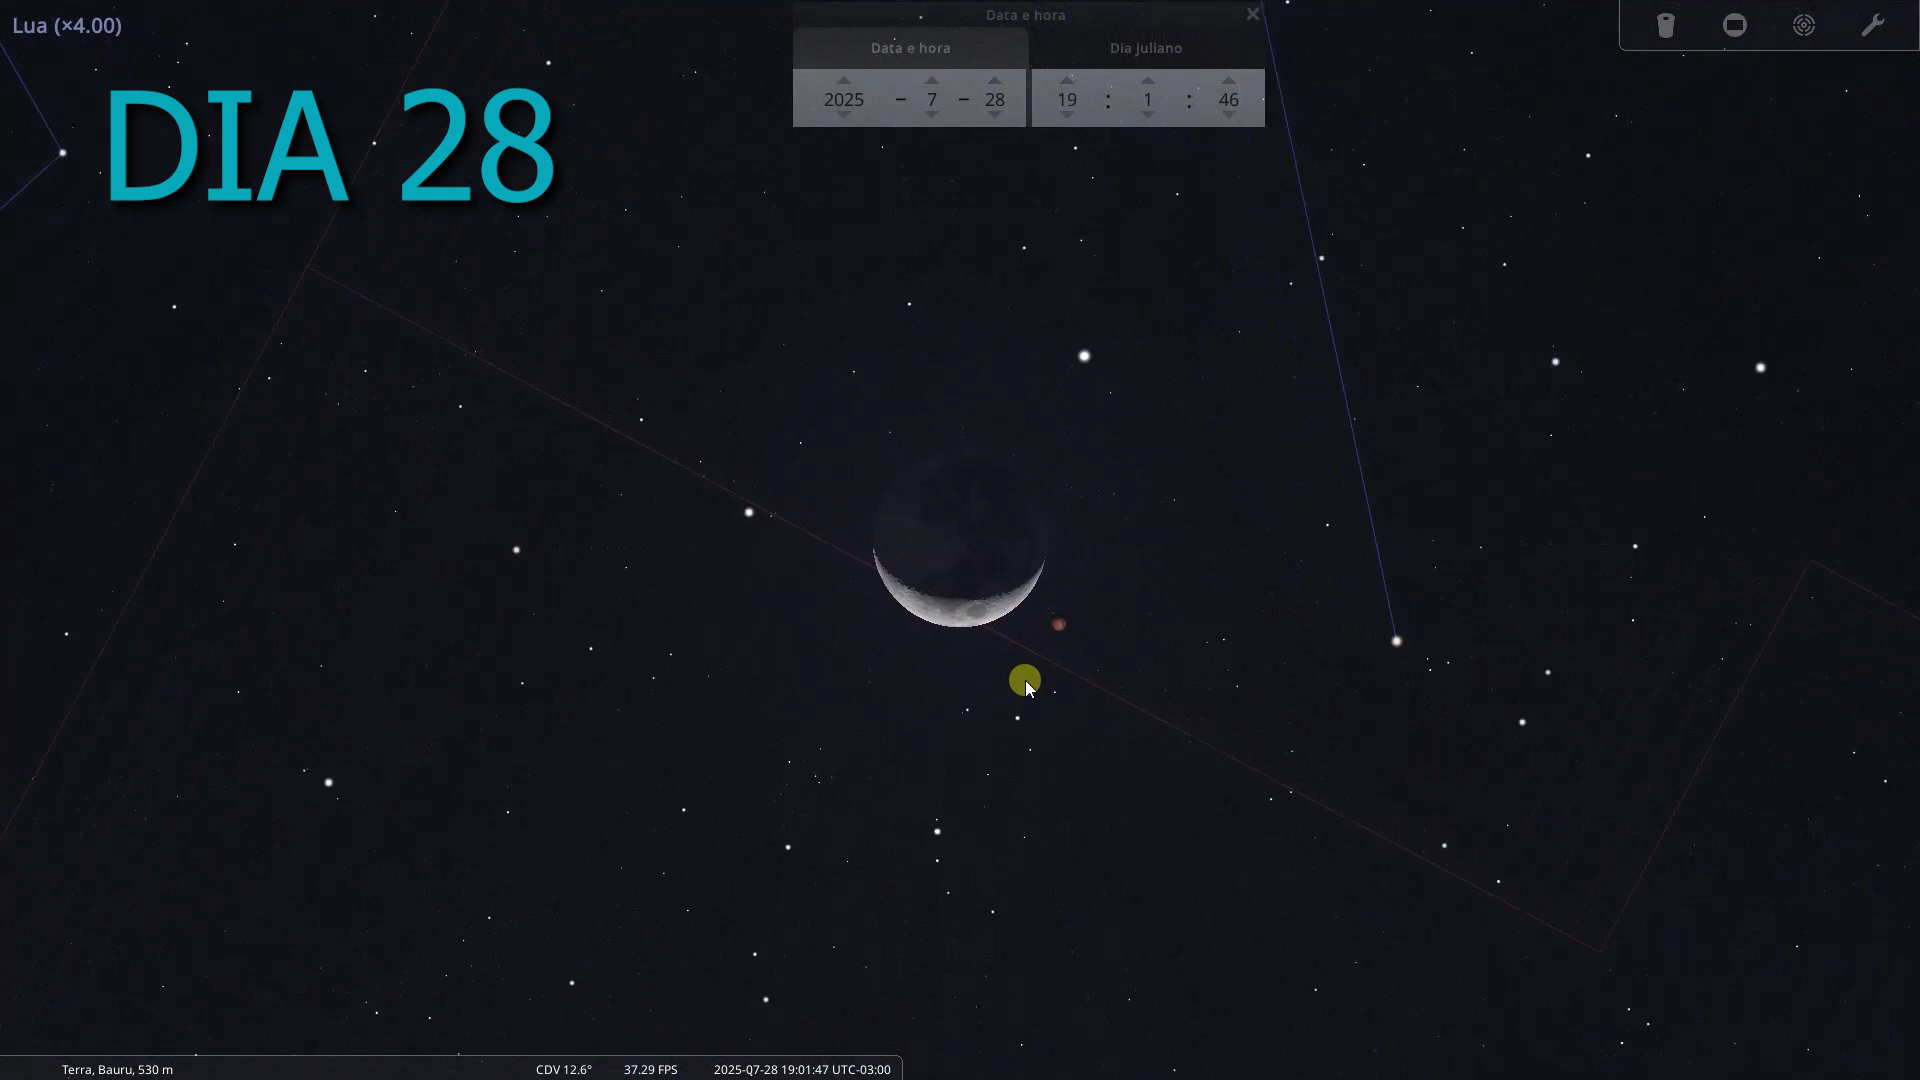 Lua (×4.00)
DIA 28
Data e hora
Data e hora
Dia Juliano
2025 - 7 - 28
19 : 1 : 46
Terra, Bauru, 530 m
CDV 12.6°
37.29 FPS
2025-07-28 19:01:47 UTC-03:00